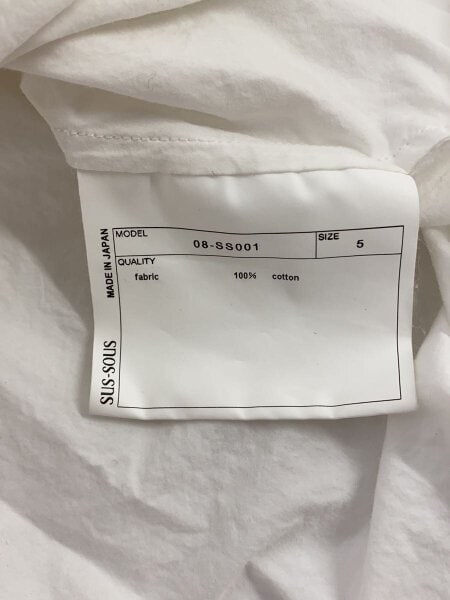 MODEL 08-SS001 SIZE 5
QUALITY
fabric 100% cotton
MADE IN JAPAN
SUS-SOUS